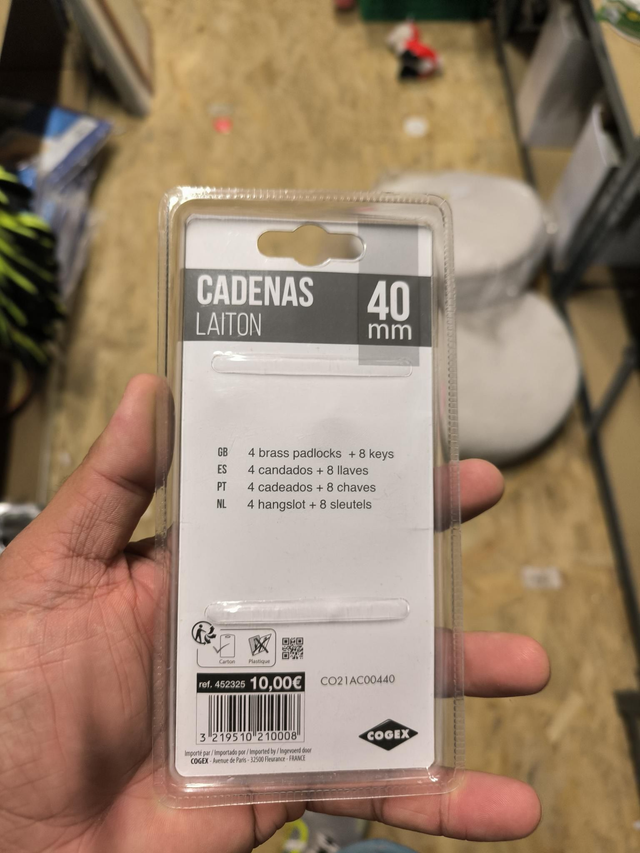 CADENAS
LAITON
40
mm
GB 4 brass padlocks + 8 keys
ES 4 candados + 8 llaves
PT 4 cadeados + 8 chaves
NL 4 hangslot + 8 sleutels
Carton Plastique
ref. 452325 10,00€
CO21AC00440
3 219510 210008
COGEX
Importé par / Importado por / Imported by / Ingevoerd door
COGEX - Avenue de Paris - 32500 Fleurance - FRANCE